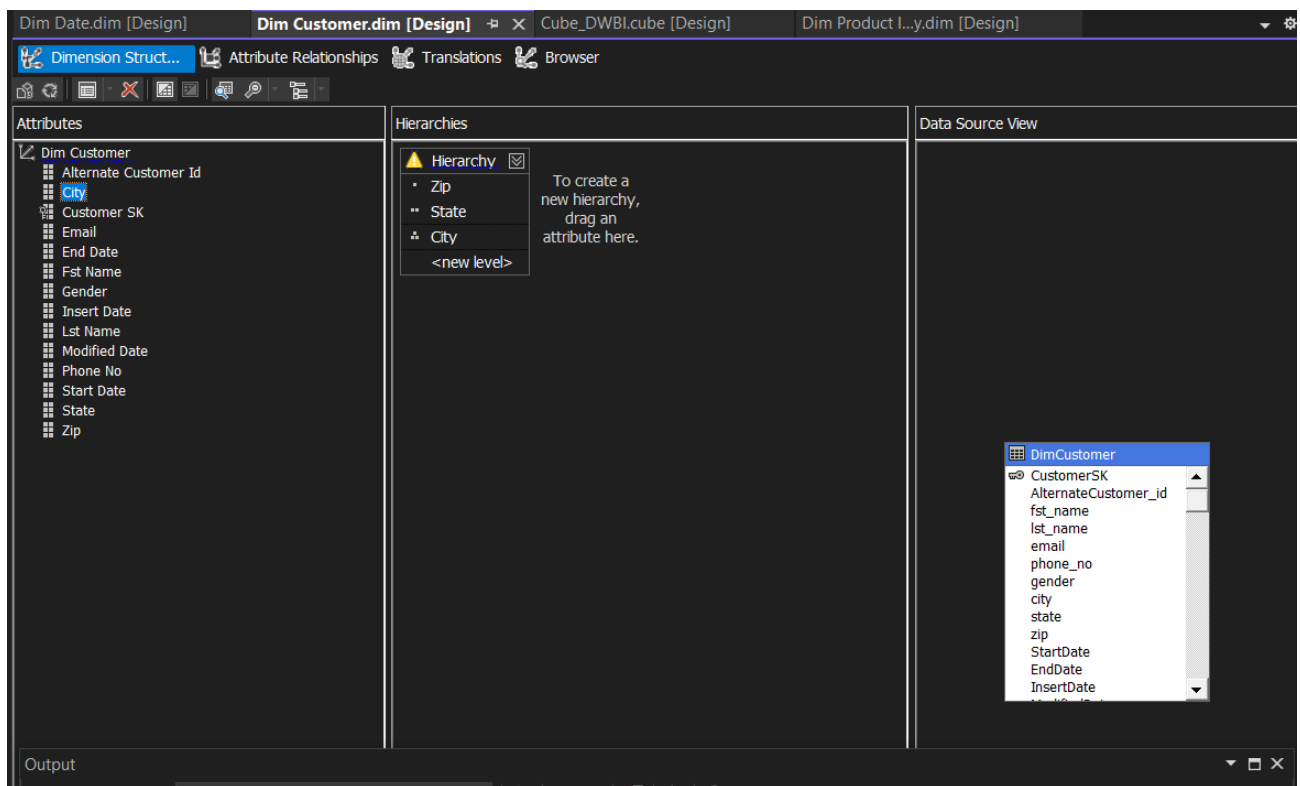 Dim Date.dim [Design] Dim Customer.dim [Design] Cube_DWBI.cube [Design] Dim Product I...y.dim [Design]
Dimension Struct... Attribute Relationships Translations Browser
Attributes
Dim Customer
Alternate Customer Id
City
Customer SK
Email
End Date
Fst Name
Gender
Insert Date
Lst Name
Modified Date
Phone No
Start Date
State
Zip
Hierarchies
Hierarchy
Zip
State
City
<new level>
To create a
new hierarchy,
drag an
attribute here.
Data Source View
DimCustomer
CustomerSK
AlternateCustomer_id
fst_name
lst_name
email
phone_no
gender
city
state
zip
StartDate
EndDate
InsertDate
Output